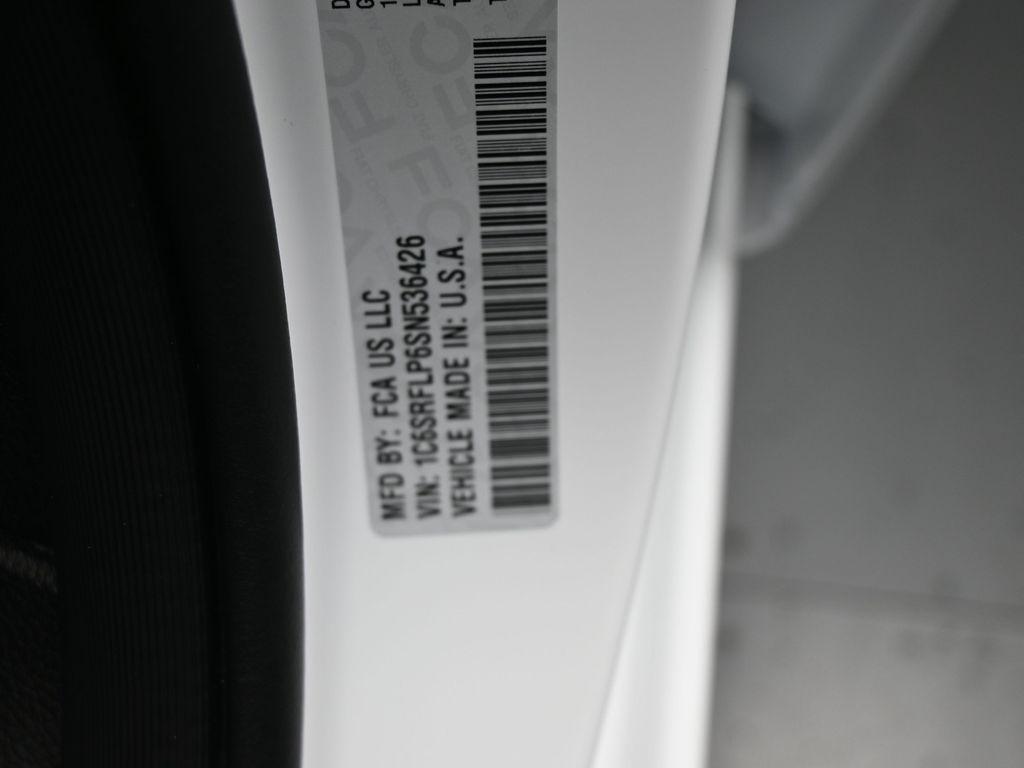 MFD BY: FCA US LLC
VIN: 1C6SRFLP6SN536426
VEHICLE MADE IN: U.S.A.